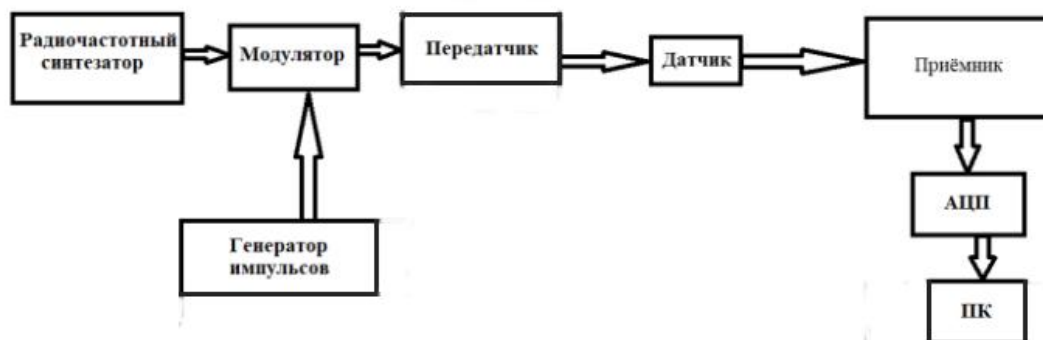 Радиочастотный
синтезатор
Модулятор
Передатчик
Датчик
Приёмник
Генератор
импульсов
АЦП
ПК